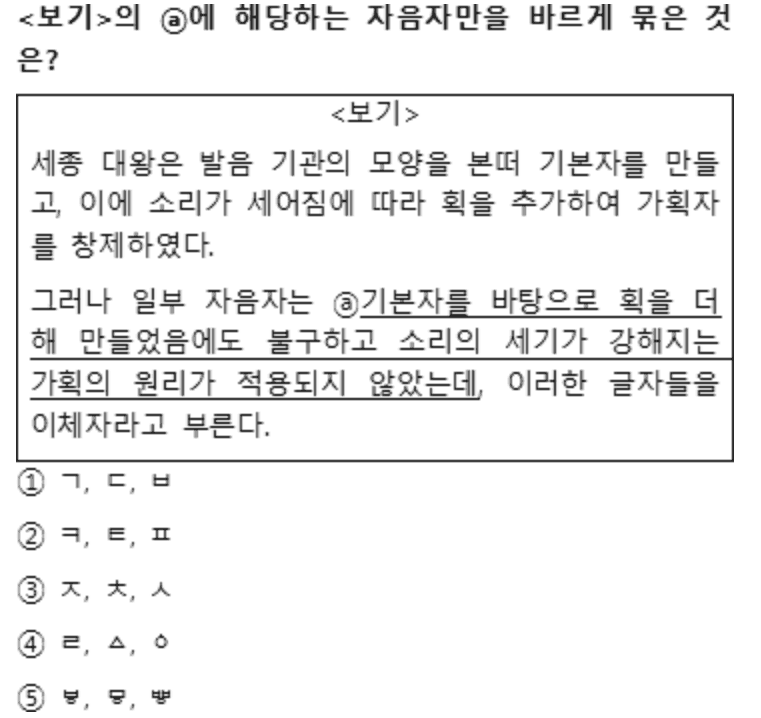 <보기>의 ⓐ에 해당하는 자음자만을 바르게 묶은 것
은?
<보기>
세종 대왕은 발음 기관의 모양을 본떠 기본자를 만들
고, 이에 소리가 세어짐에 따라 획을 추가하여 가획자
를 창제하였다.
그러나 일부 자음자는 ⓐ기본자를 바탕으로 획을 더
해 만들었음에도 불구하고 소리의 세기가 강해지는
가획의 원리가 적용되지 않았는데, 이러한 글자들을
이체자라고 부른다.
① ㄱ, ㄷ, ㅂ
② ㅋ, ㅌ, ㅍ
③ ㅈ, ㅊ, ㅅ
④ ㄹ, ㅿ, ㆁ
⑤ ㅸ, ㅱ, ㅹ